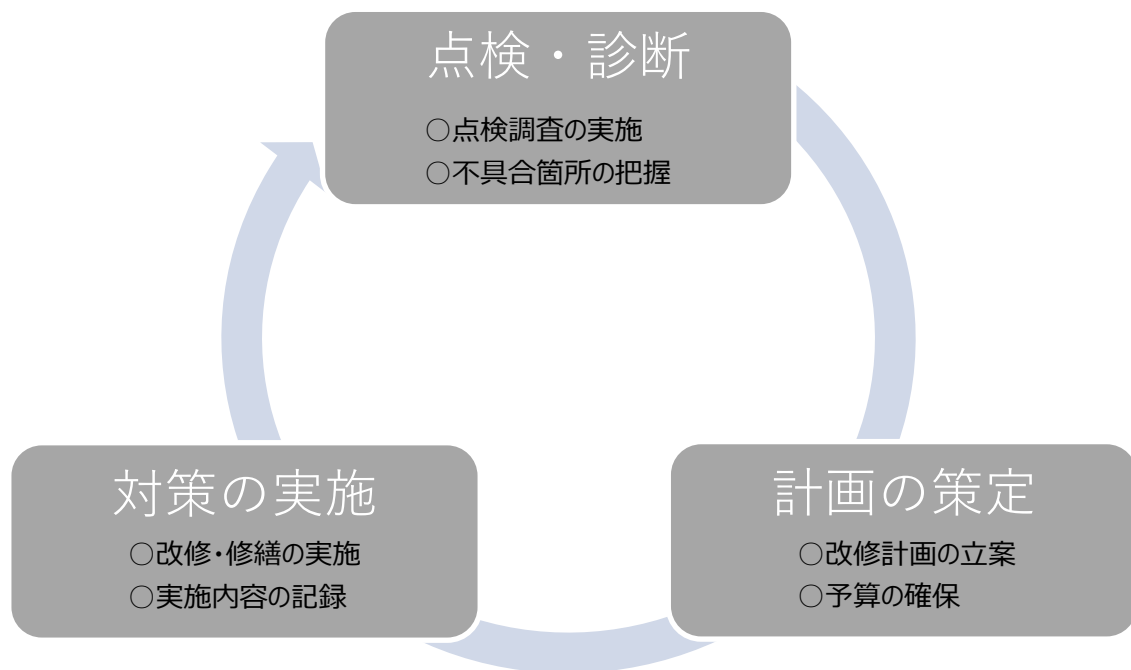 点検・診断
○点検調査の実施
○不具合箇所の把握
対策の実施
○改修・修繕の実施
○実施内容の記録
計画の策定
○改修計画の立案
○予算の確保